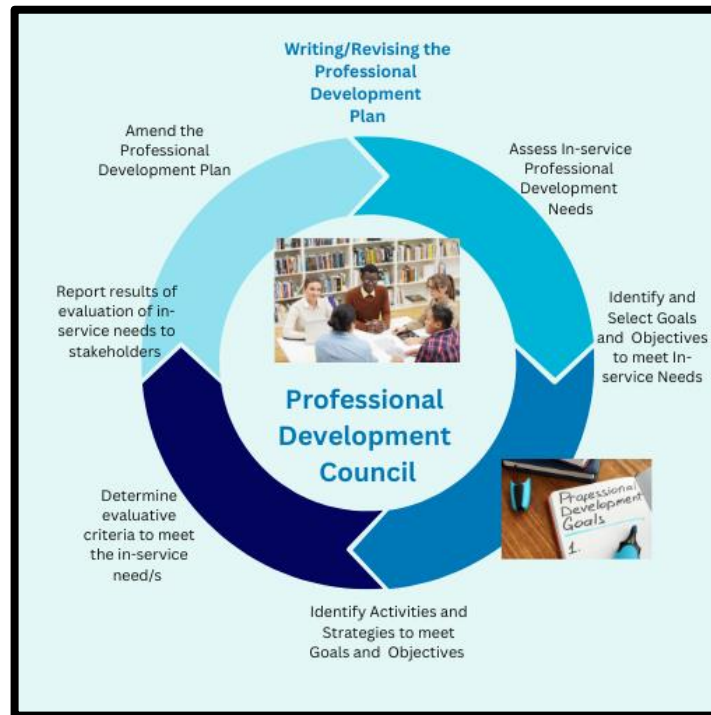 Writing/Revising the
Professional
Development
Plan
Assess In-service
Professional
Development
Needs
Identify and
Select Goals
and Objectives
to meet In-
service Needs
Identify Activities and
Strategies to meet
Goals and Objectives
Determine
evaluative
criteria to meet
the in-service
need/s
Report results of
evaluation of in-
service needs to
stakeholders
Amend the
Professional
Development Plan
Professional
Development
Council
Professional
Development
Goals
1.